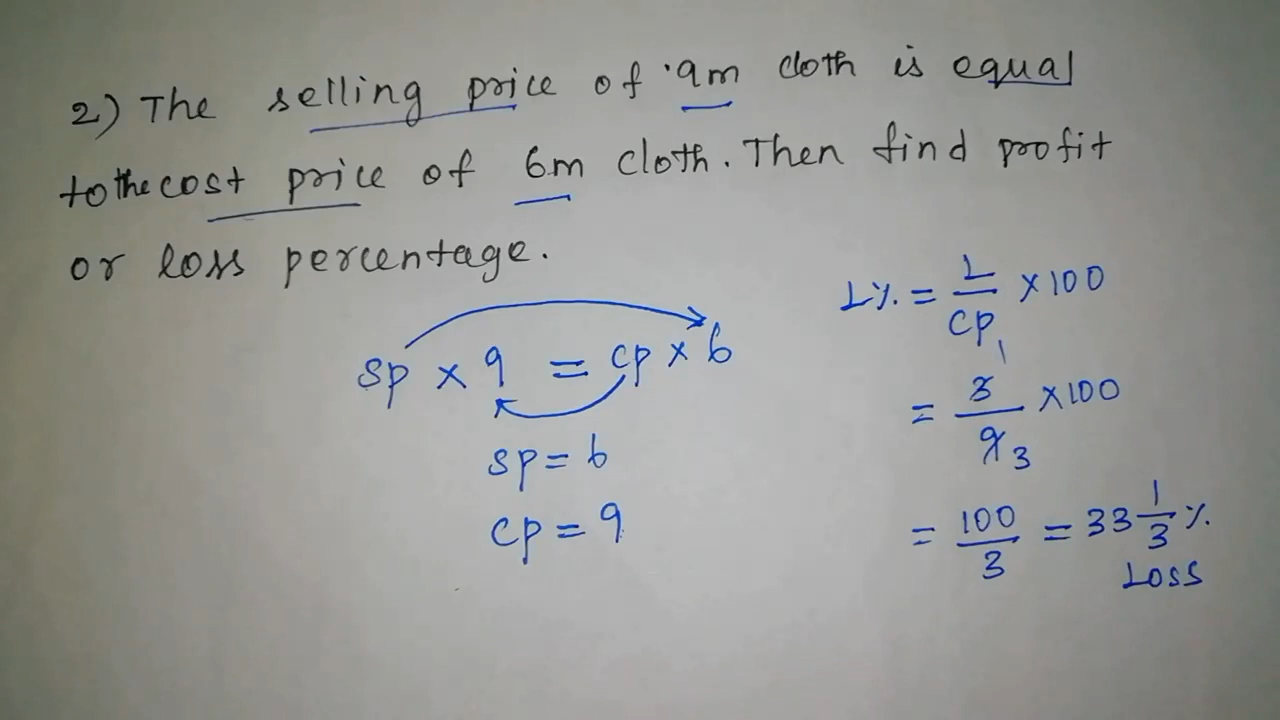 2) The selling price of 9m cloth is equal
to the cost price of 6m cloth. Then find profit
or loss percentage.
SP × 9 = CP × 6
SP = 6
CP = 9
L% = L/CP × 100
= 3/9 × 100
1
3
= 100/3 = 33 1/3 %
Loss